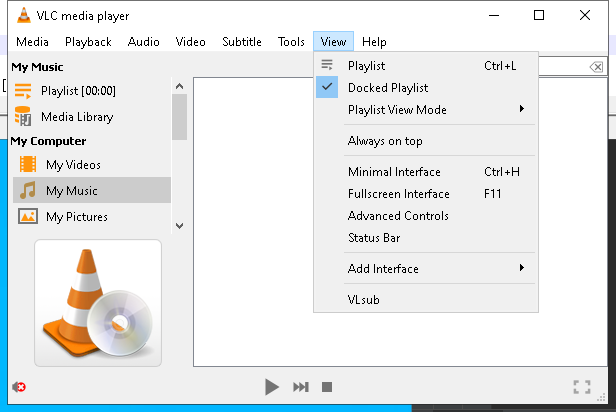 VLC media player
Media Playback Audio Video Subtitle Tools View Help
My Music
Playlist [00:00]
Media Library
My Computer
My Videos
My Music
My Pictures
Playlist Ctrl+L
Docked Playlist
Playlist View Mode
Always on top
Minimal Interface Ctrl+H
Fullscreen Interface F11
Advanced Controls
Status Bar
Add Interface
VLsub